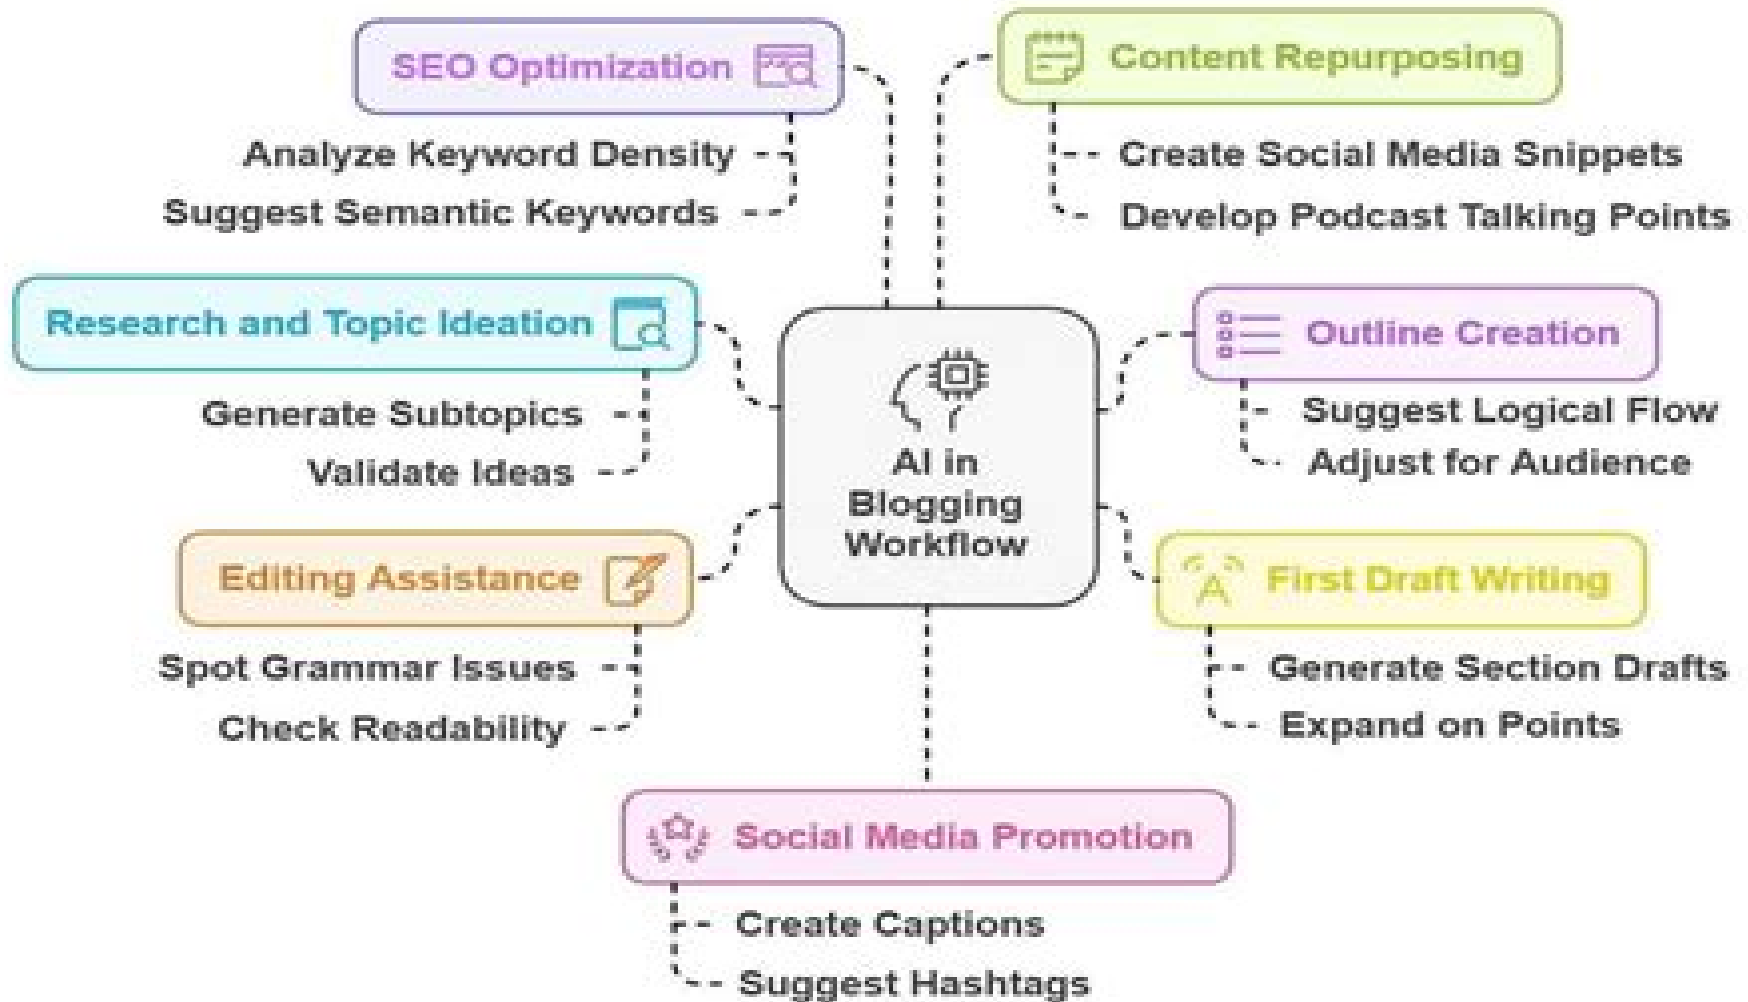 SEO Optimization
Analyze Keyword Density
Suggest Semantic Keywords
Content Repurposing
Create Social Media Snippets
Develop Podcast Talking Points
Research and Topic Ideation
Generate Subtopics
Validate Ideas
Outline Creation
Suggest Logical Flow
Adjust for Audience
AI in
Blogging
Workflow
Editing Assistance
Spot Grammar Issues
Check Readability
A
First Draft Writing
Generate Section Drafts
Expand on Points
Social Media Promotion
Create Captions
Suggest Hashtags